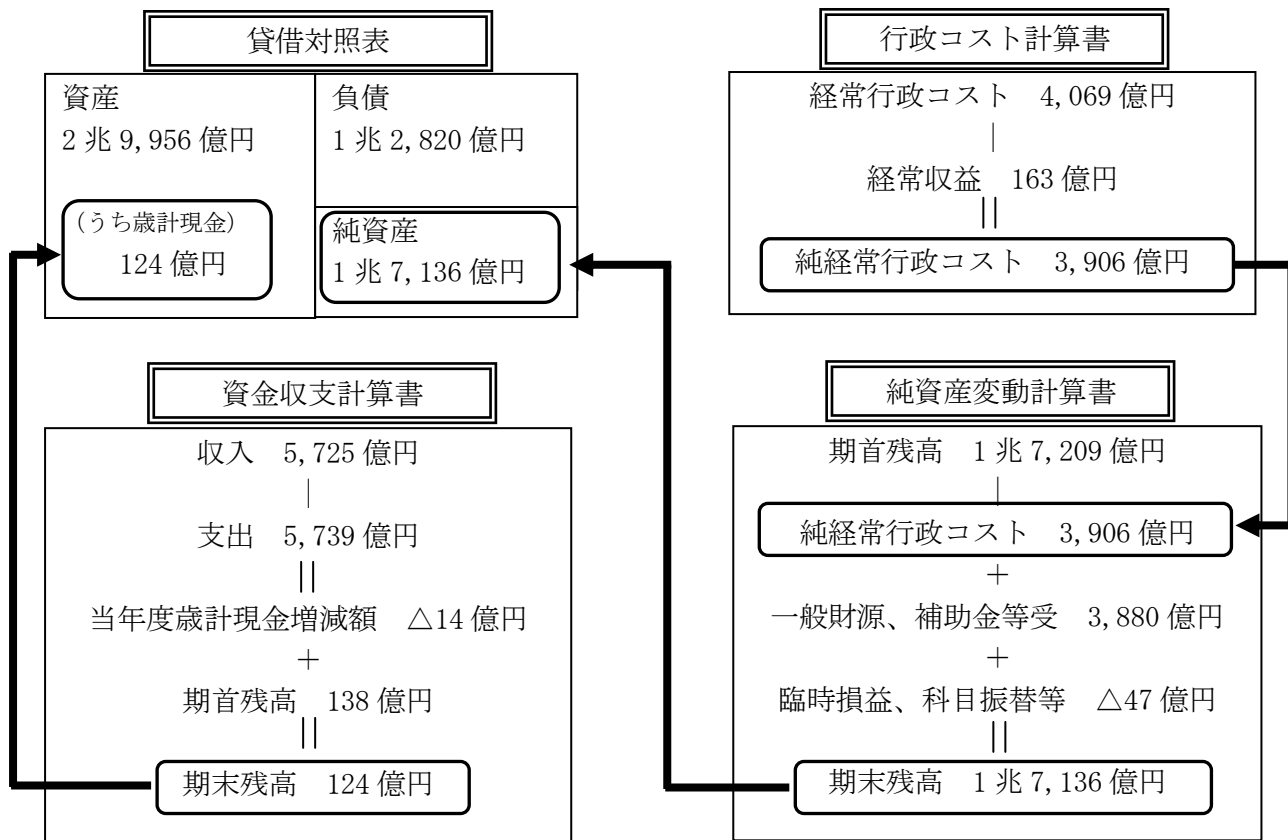 貸借対照表
資産
2 兆 9,956 億円
(うち歳計現金)
124 億円
負債
1 兆 2,820 億円
純資産
1 兆 7,136 億円
行政コスト計算書
経常行政コスト 4,069 億円
|
経常収益 163 億円
||
純経常行政コスト 3,906 億円
資金収支計算書
収入 5,725 億円
|
支出 5,739 億円
||
当年度歳計現金増減額 △14 億円
+
期首残高 138 億円
||
期末残高 124 億円
純資産変動計算書
期首残高 1 兆 7,209 億円
|
純経常行政コスト 3,906 億円
+
一般財源、補助金等受 3,880 億円
+
臨時損益、科目振替等 △47 億円
||
期末残高 1 兆 7,136 億円